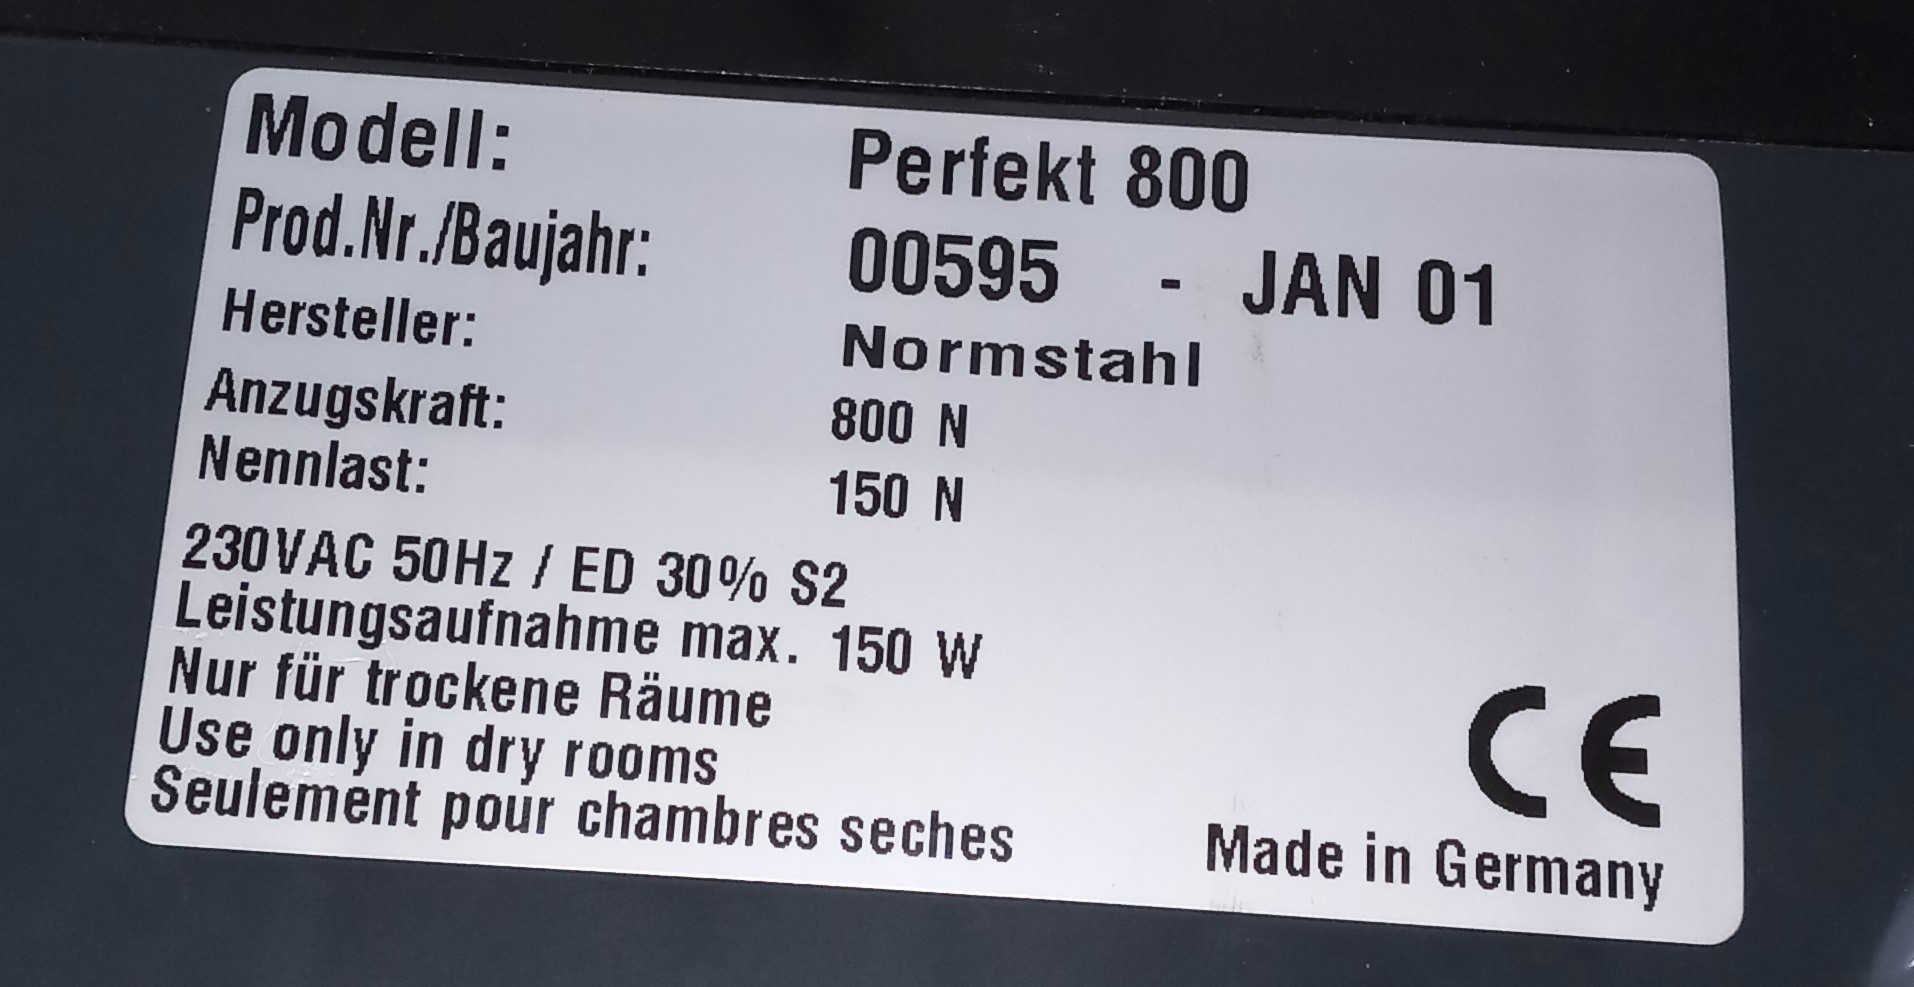 Modell: Perfekt 800
Prod.Nr./Baujahr: 00595 - JAN 01
Hersteller: Normstahl
Anzugskraft: 800 N
Nennlast: 150 N
230VAC 50Hz / ED 30% S2
Leistungsaufnahme max. 150 W
Nur für trockene Räume
Use only in dry rooms
Seulement pour chambres seches
CE
Made in Germany